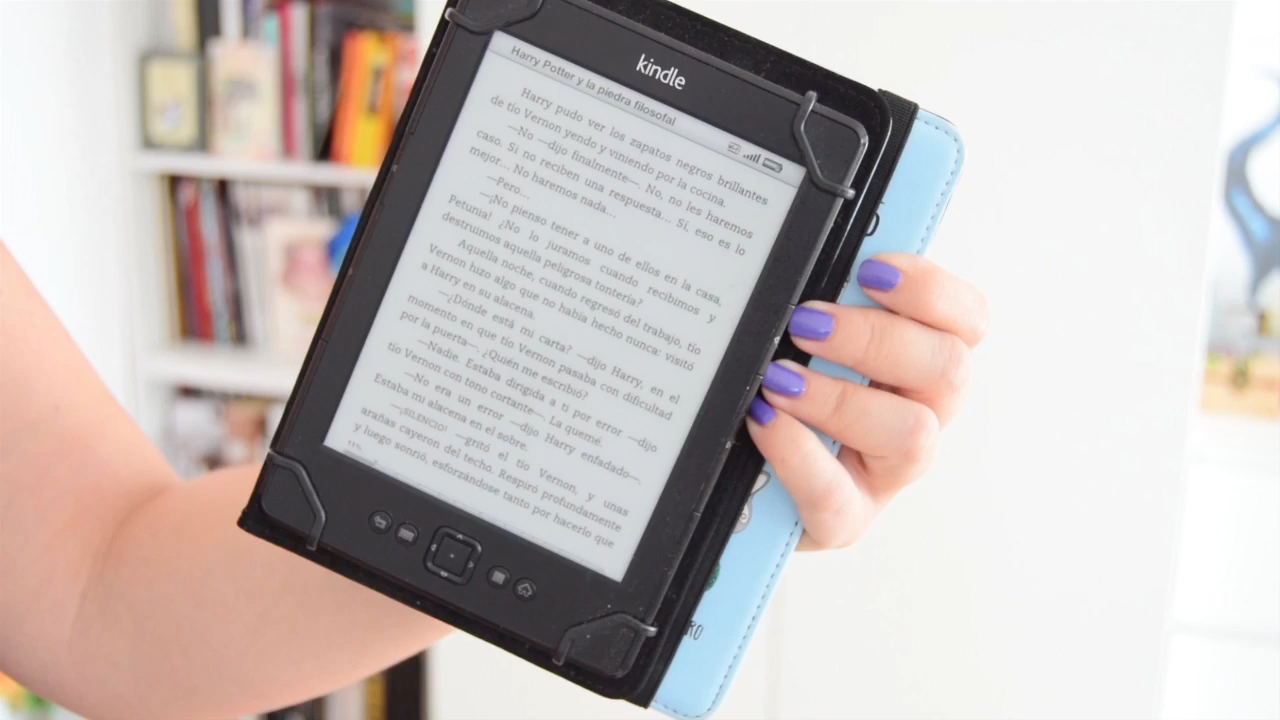 kindle
Harry Potter y la piedra filosofal
Harry pudo ver los zapatos negros brillantes
de tío Vernon yendo y viniendo por la cocina.
—No —dijo finalmente—. No, no les haremos
caso. Si no reciben una respuesta... Sí, eso es lo
mejor... No haremos nada...
—Pero...
—¡No pienso tener a uno de ellos en la casa,
Petunia! ¿No lo juramos cuando recibimos y
destruimos aquella peligrosa tontería?
Aquella noche, cuando regresó del trabajo, tío
Vernon hizo algo que no había hecho nunca: visitó
a Harry en su alacena.
—¿Dónde está mi carta? —dijo Harry, en el
momento en que tío Vernon pasaba con dificultad
por la puerta—. ¿Quién me escribió?
—Nadie. Estaba dirigida a ti por error —dijo
tío Vernon con tono cortante—. La quemé.
—No era un error —dijo Harry enfadado—.
Estaba mi alacena en el sobre.
—¡SILENCIO! —gritó el tío Vernon, y unas
arañas cayeron del techo. Respiró profundamente
y luego sonrió, esforzándose tanto por hacerlo que
11%
RO